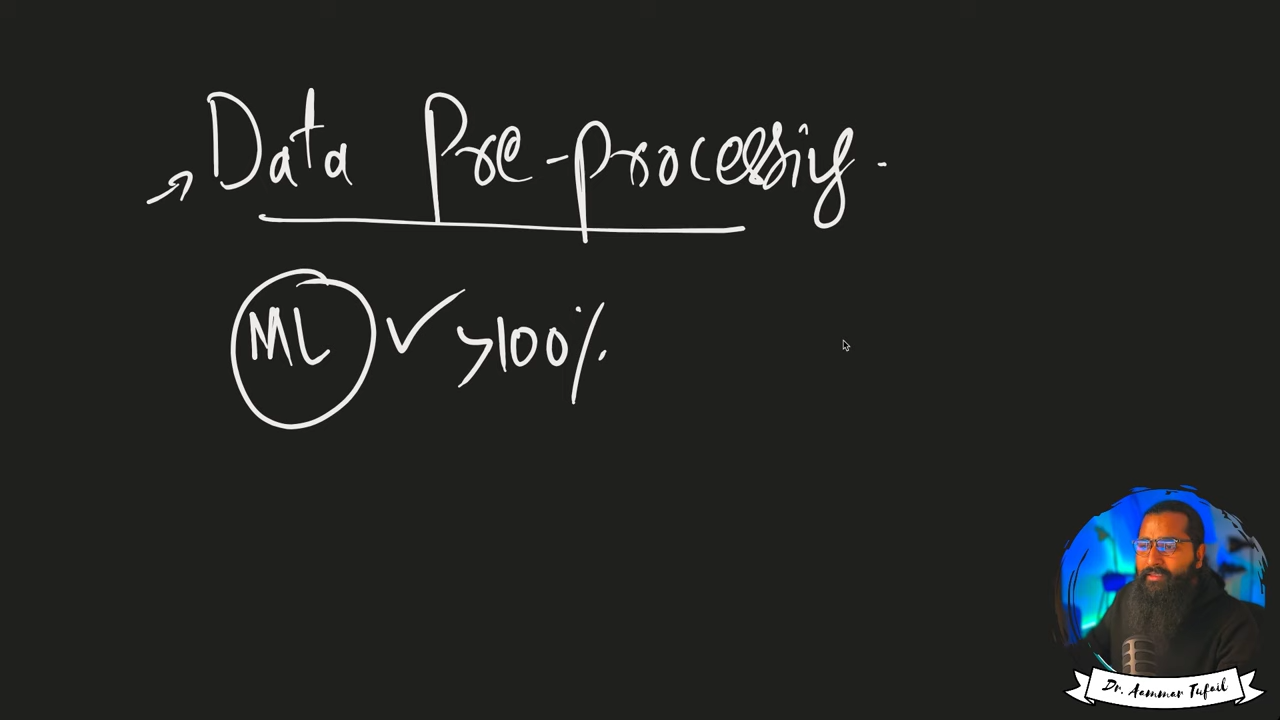 → Data Pre-processing.
ML ✓ >100%
Dr. Aammar Tufail